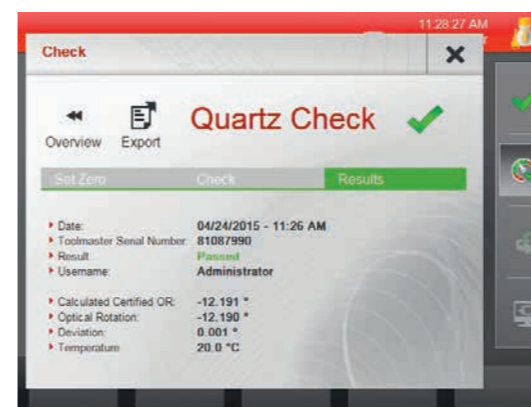 11:28:27 AM
Check
Overview
Export
Quartz Check
Set Zero
Check
Results
Date: 04/24/2015 - 11:26 AM
Toolmaster Serial Number: 81087990
Result: Passed
Username: Administrator
Calculated Certified OR: -12.191 °
Optical Rotation: -12.190 °
Deviation: 0.001 °
Temperature 20.0 °C